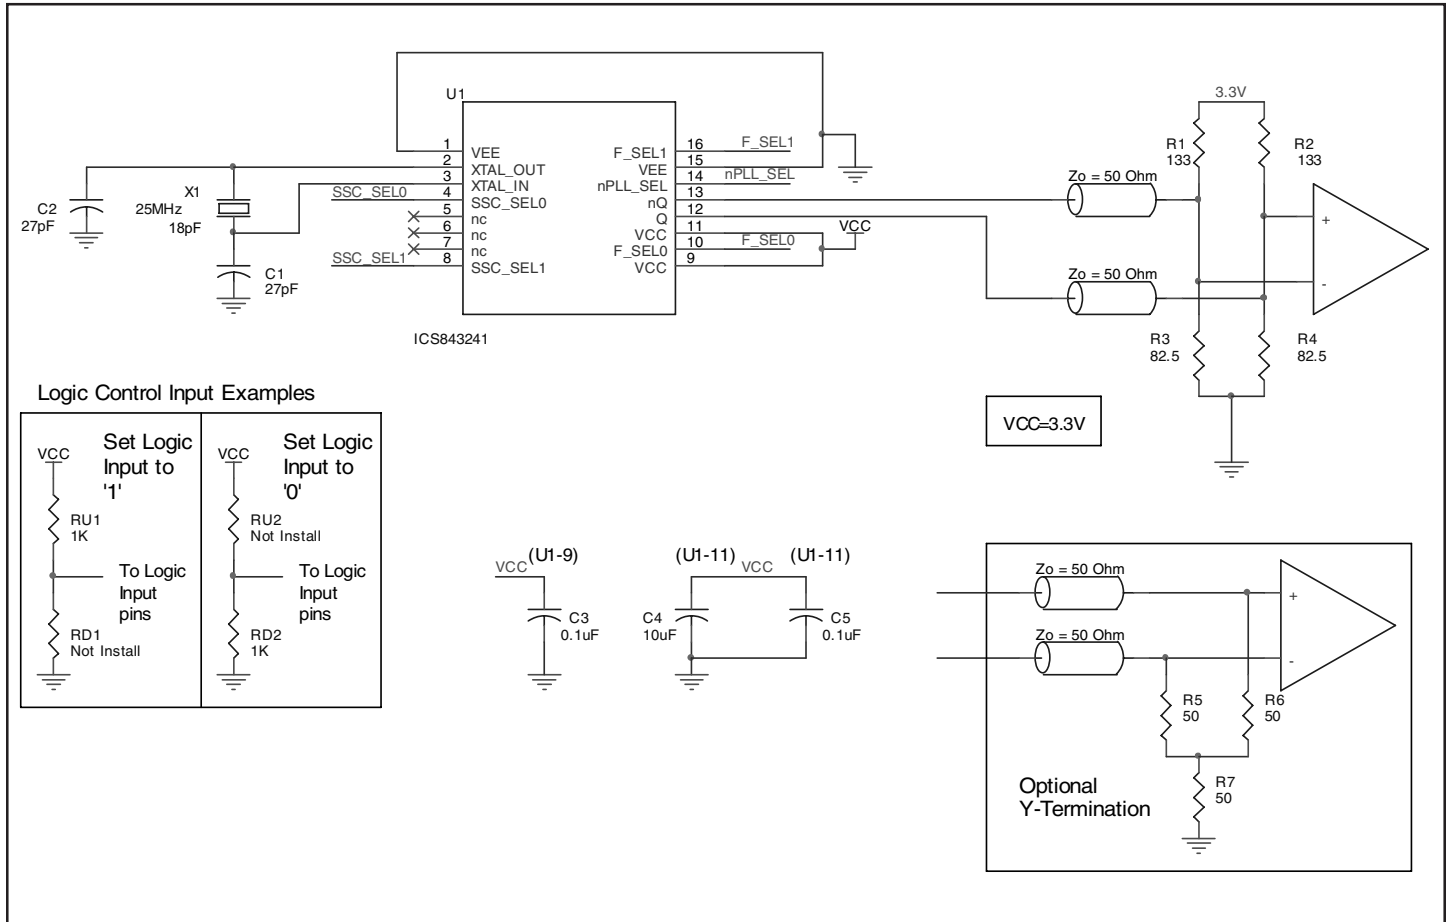 U1
1
2
3
4
5
6
7
8
VEE
XTAL_OUT
XTAL_IN
SSC_SEL0
nc
nc
nc
SSC_SEL1
F_SEL1
VEE
nPLL_SEL
nQ
Q
VCC
F_SEL0
VCC
16
15
14
13
12
11
10
9
F_SEL1
nPLL_SEL
VCC
F_SEL0
SSC_SEL0
SSC_SEL1
ICS843241
C2
27pF
X1
25MHz
18pF
C1
27pF
Zo = 50 Ohm
Zo = 50 Ohm
3.3V
R1
133
R2
133
+
-
R3
82.5
R4
82.5
VCC=3.3V
Logic Control Input Examples
VCC
Set Logic
Input to
'1'
RU1
1K
To Logic
Input
pins
RD1
Not Install
VCC
Set Logic
Input to
'0'
RU2
Not Install
To Logic
Input
pins
RD2
1K
(U1-9)
VCC
C3
0.1uF
(U1-11)
VCC
(U1-11)
C4
10uF
C5
0.1uF
Zo = 50 Ohm
Zo = 50 Ohm
+
-
R5
50
R6
50
R7
50
Optional
Y-Termination